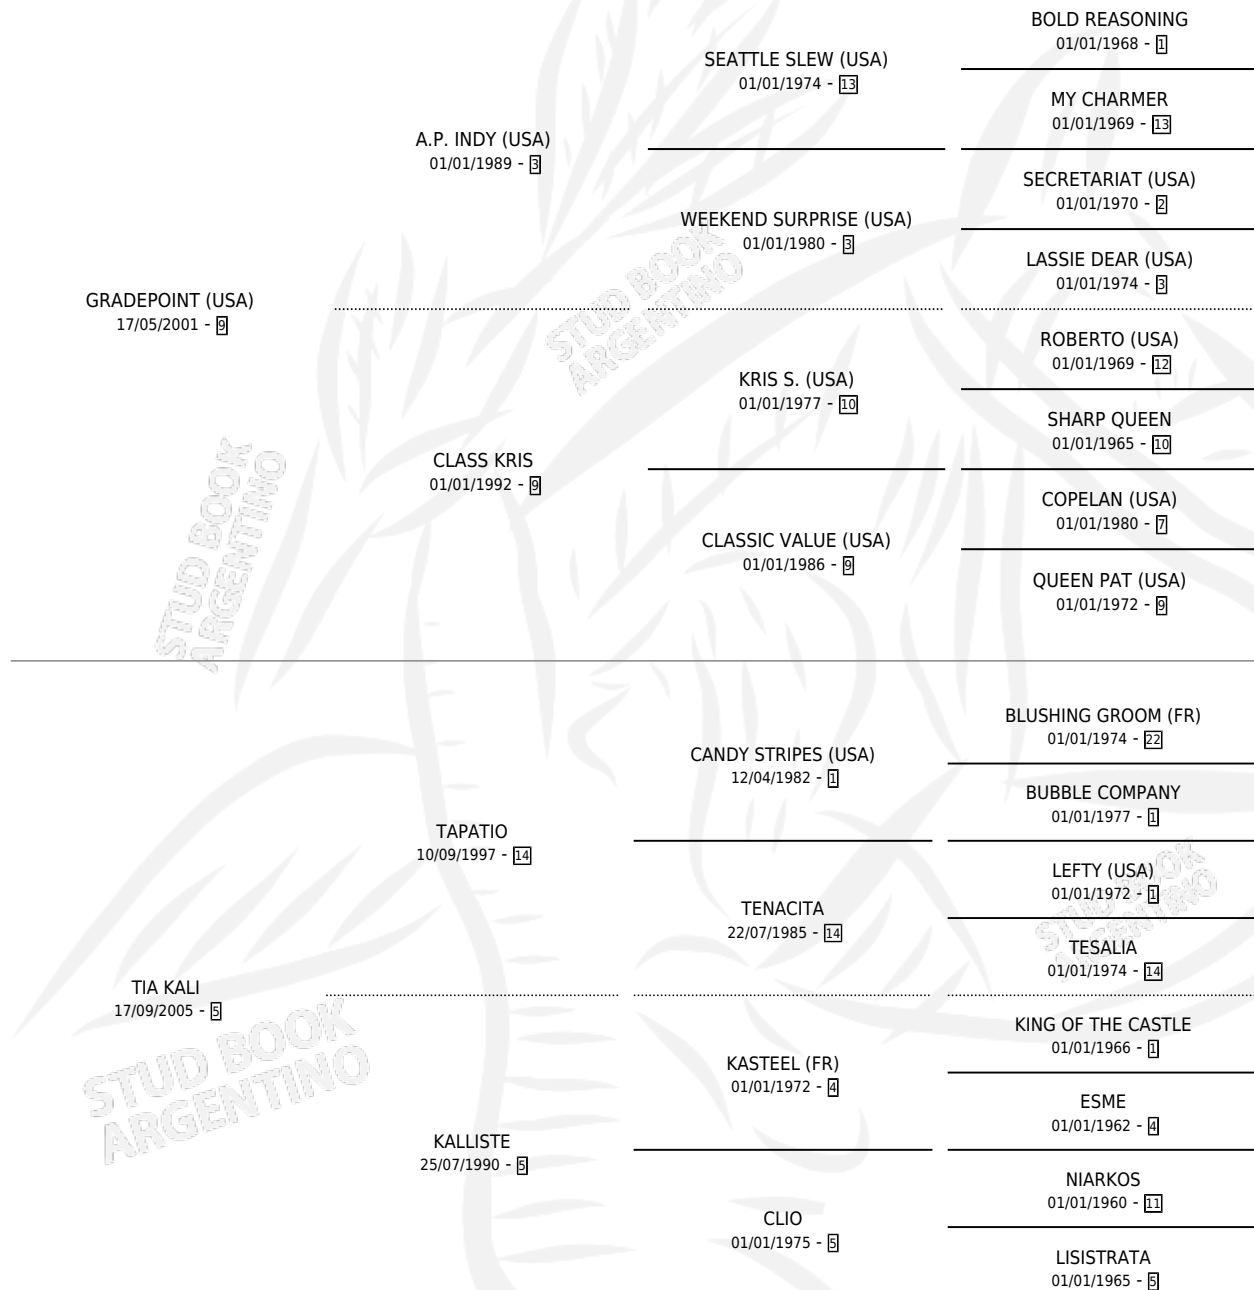 BOLD REASONING
01/01/1968 - 1
SEATTLE SLEW (USA)
01/01/1974 - 13
MY CHARMER
01/01/1969 - 13
A.P. INDY (USA)
01/01/1989 - 3
SECRETARIAT (USA)
01/01/1970 - 2
WEEKEND SURPRISE (USA)
01/01/1980 - 3
LASSIE DEAR (USA)
01/01/1974 - 3
GRADEPOINT (USA)
17/05/2001 - 9
STUD BOOK
ARGENTINO
ROBERTO (USA)
01/01/1969 - 12
KRIS S. (USA)
01/01/1977 - 10
SHARP QUEEN
01/01/1965 - 10
CLASS KRIS
01/01/1992 - 9
COPELAN (USA)
01/01/1980 - 7
CLASSIC VALUE (USA)
01/01/1986 - 9
QUEEN PAT (USA)
01/01/1972 - 9
STUD BOOK
ARGENTINO
BLUSHING GROOM (FR)
01/01/1974 - 22
CANDY STRIPES (USA)
12/04/1982 - 1
BUBBLE COMPANY
01/01/1977 - 1
TAPATIO
10/09/1997 - 14
LEFTY (USA)
01/01/1972 - 1
TENACITA
22/07/1985 - 14
TESALIA
01/01/1974 - 14
STUD BOOK
ARGENTINO
TIA KALI
17/09/2005 - 5
KING OF THE CASTLE
01/01/1966 - 1
KASTEEL (FR)
01/01/1972 - 4
ESME
01/01/1962 - 4
STUD BOOK
ARGENTINO
KALLISTE
25/07/1990 - 5
NIARKOS
01/01/1960 - 11
CLIO
01/01/1975 - 5
LISISTRATA
01/01/1965 - 5